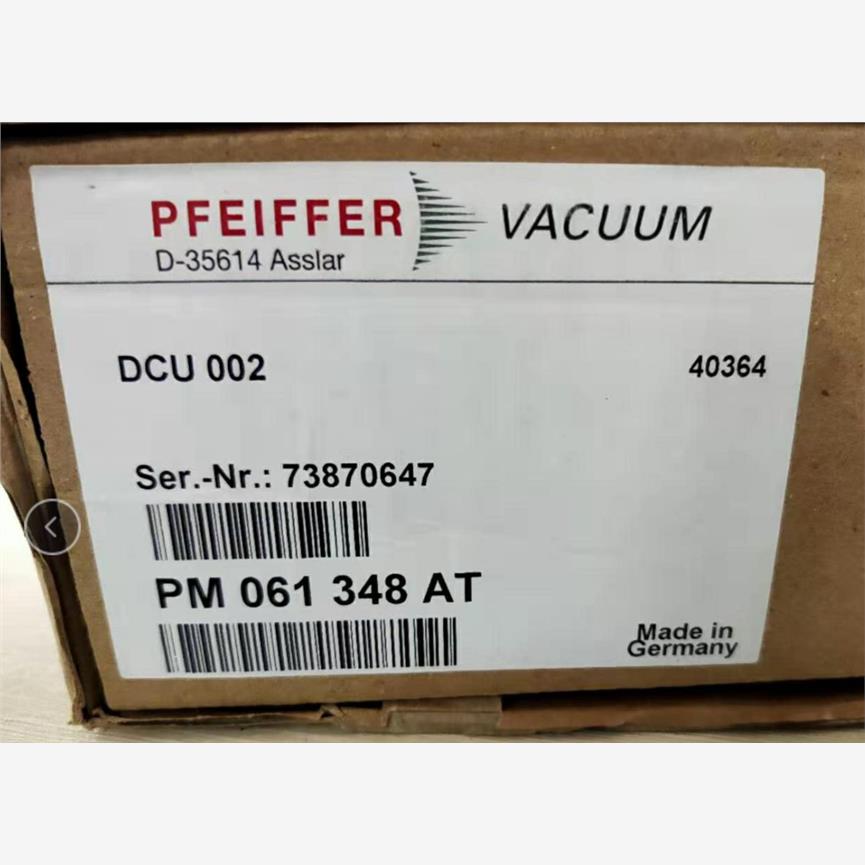 PFEIFFER VACUUM
D-35614 Asslar
DCU 002 40364
Ser.-Nr.: 73870647
PM 061 348 AT
Made in
Germany